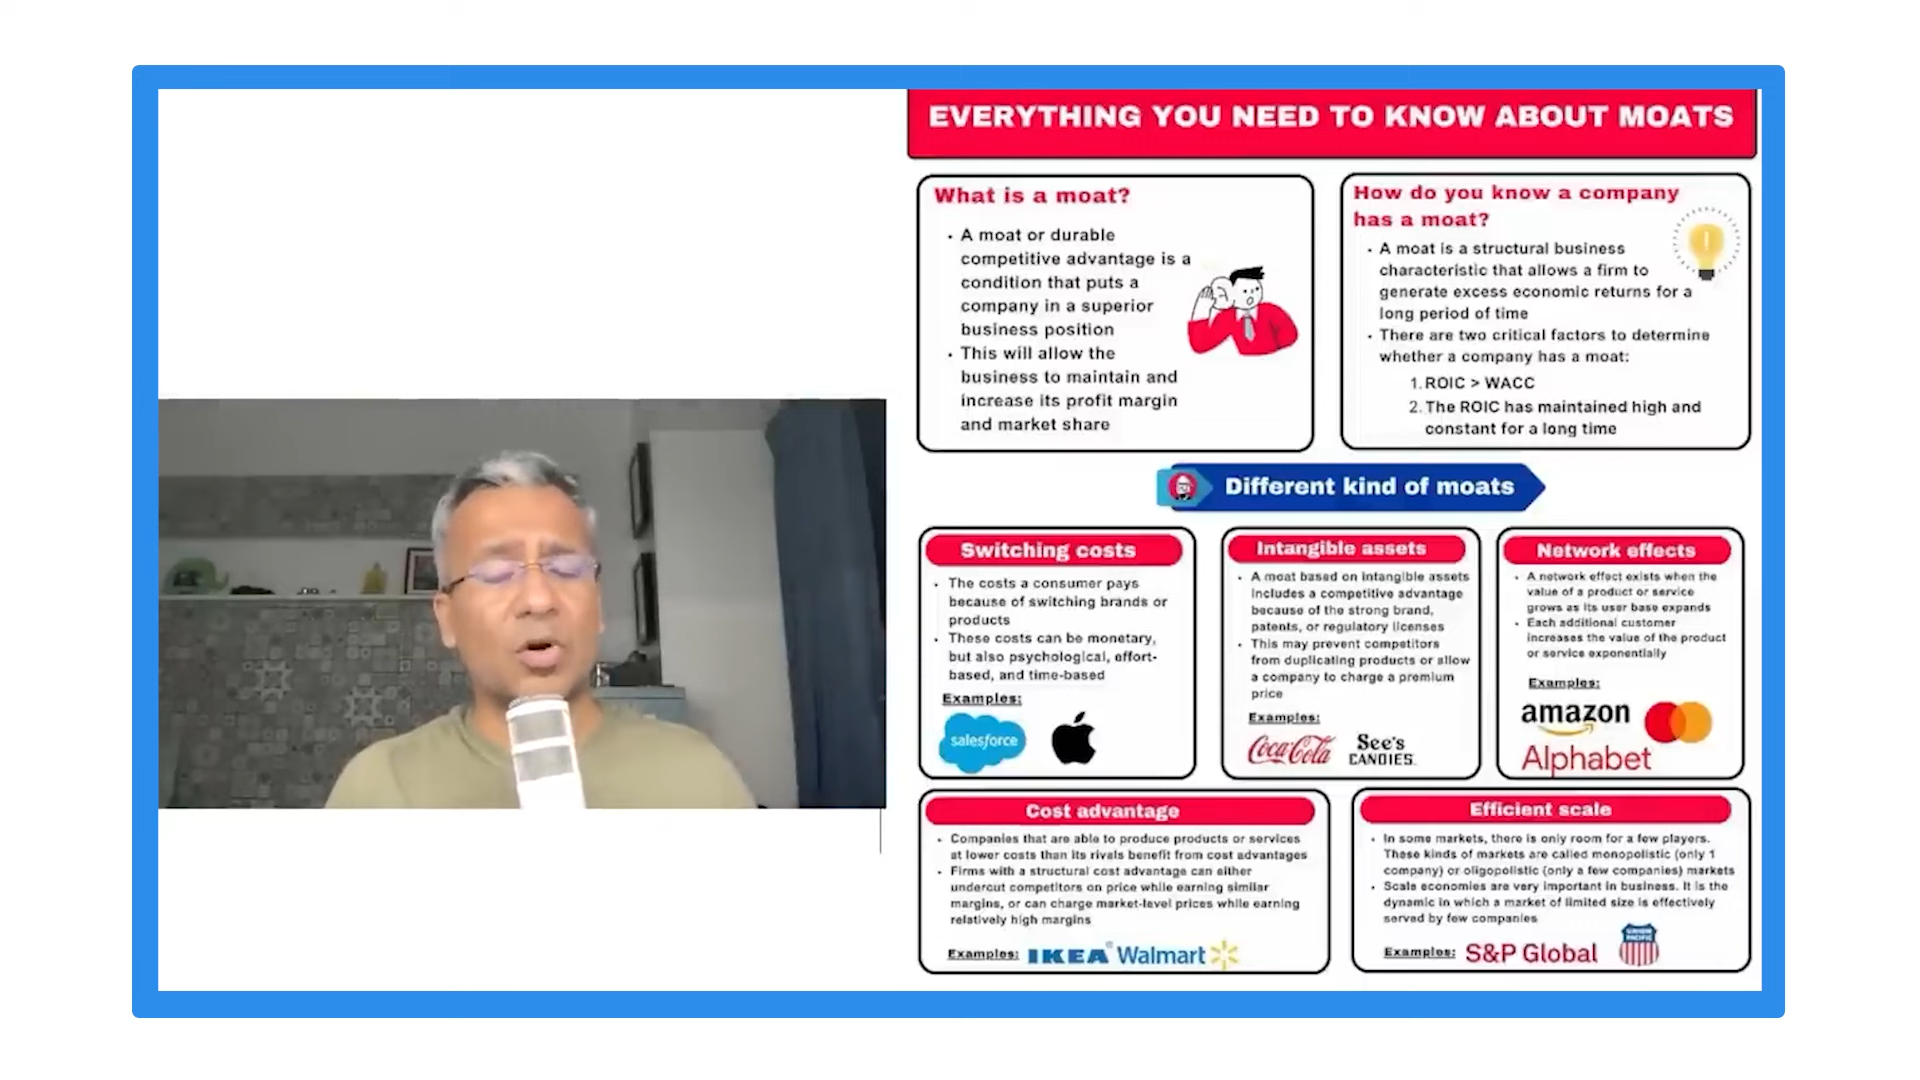 EVERYTHING YOU NEED TO KNOW ABOUT MOATS
What is a moat?
• A moat or durable
competitive advantage is a
condition that puts a
company in a superior
business position
• This will allow the
business to maintain and
increase its profit margin
and market share
How do you know a company
has a moat?
• A moat is a structural business
characteristic that allows a firm to
generate excess economic returns for a
long period of time
• There are two critical factors to determine
whether a company has a moat:
1. ROIC > WACC
2. The ROIC has maintained high and
constant for a long time
Different kind of moats
Switching costs
• The costs a consumer pays
because of switching brands or
products
• These costs can be monetary,
but also psychological, effort-
based, and time-based
Examples:
salesforce
Intangible assets
• A moat based on intangible assets
includes a competitive advantage
because of the strong brand,
patents, or regulatory licenses
• This may prevent competitors
from duplicating products or allow
a company to charge a premium
price
Examples:
Coca-Cola
See's
CANDIES.
Network effects
• A network effect exists when the
value of a product or service
grows as its user base expands
• Each additional customer
increases the value of the product
or service exponentially
Examples:
amazon
Alphabet
Cost advantage
• Companies that are able to produce products or services
at lower costs than its rivals benefit from cost advantages
• Firms with a structural cost advantage can either
undercut competitors on price while earning similar
margins, or can charge market-level prices while earning
relatively high margins
Examples: IKEA® Walmart
Efficient scale
• In some markets, there is only room for a few players.
These kinds of markets are called monopolistic (only 1
company) or oligopolistic (only a few companies) markets
• Scale economies are very important in business. It is the
dynamic in which a market of limited size is effectively
served by few companies
Examples: S&P Global
UNION
PACIFIC